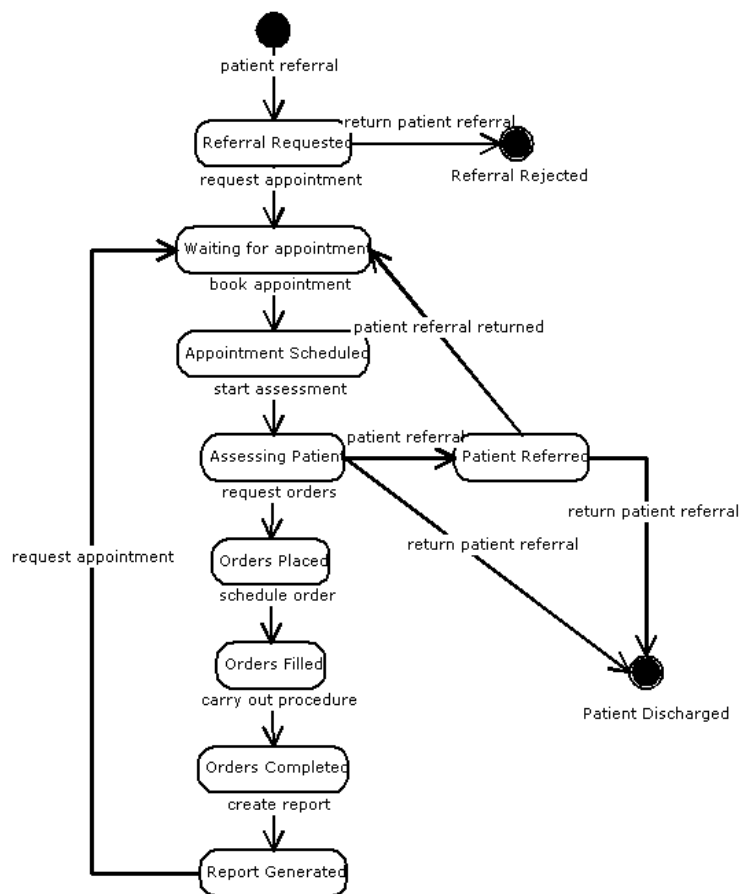 patient referral
return patient referral
Referral Requested
Referral Rejected
request appointment
Waiting for appointment
book appointment
patient referral returned
Appointment Scheduled
start assessment
patient referral
Assessing Patient
Patient Referred
request orders
return patient referral
return patient referral
request appointment
Orders Placed
schedule order
Orders Filled
carry out procedure
Patient Discharged
Orders Completed
create report
Report Generated